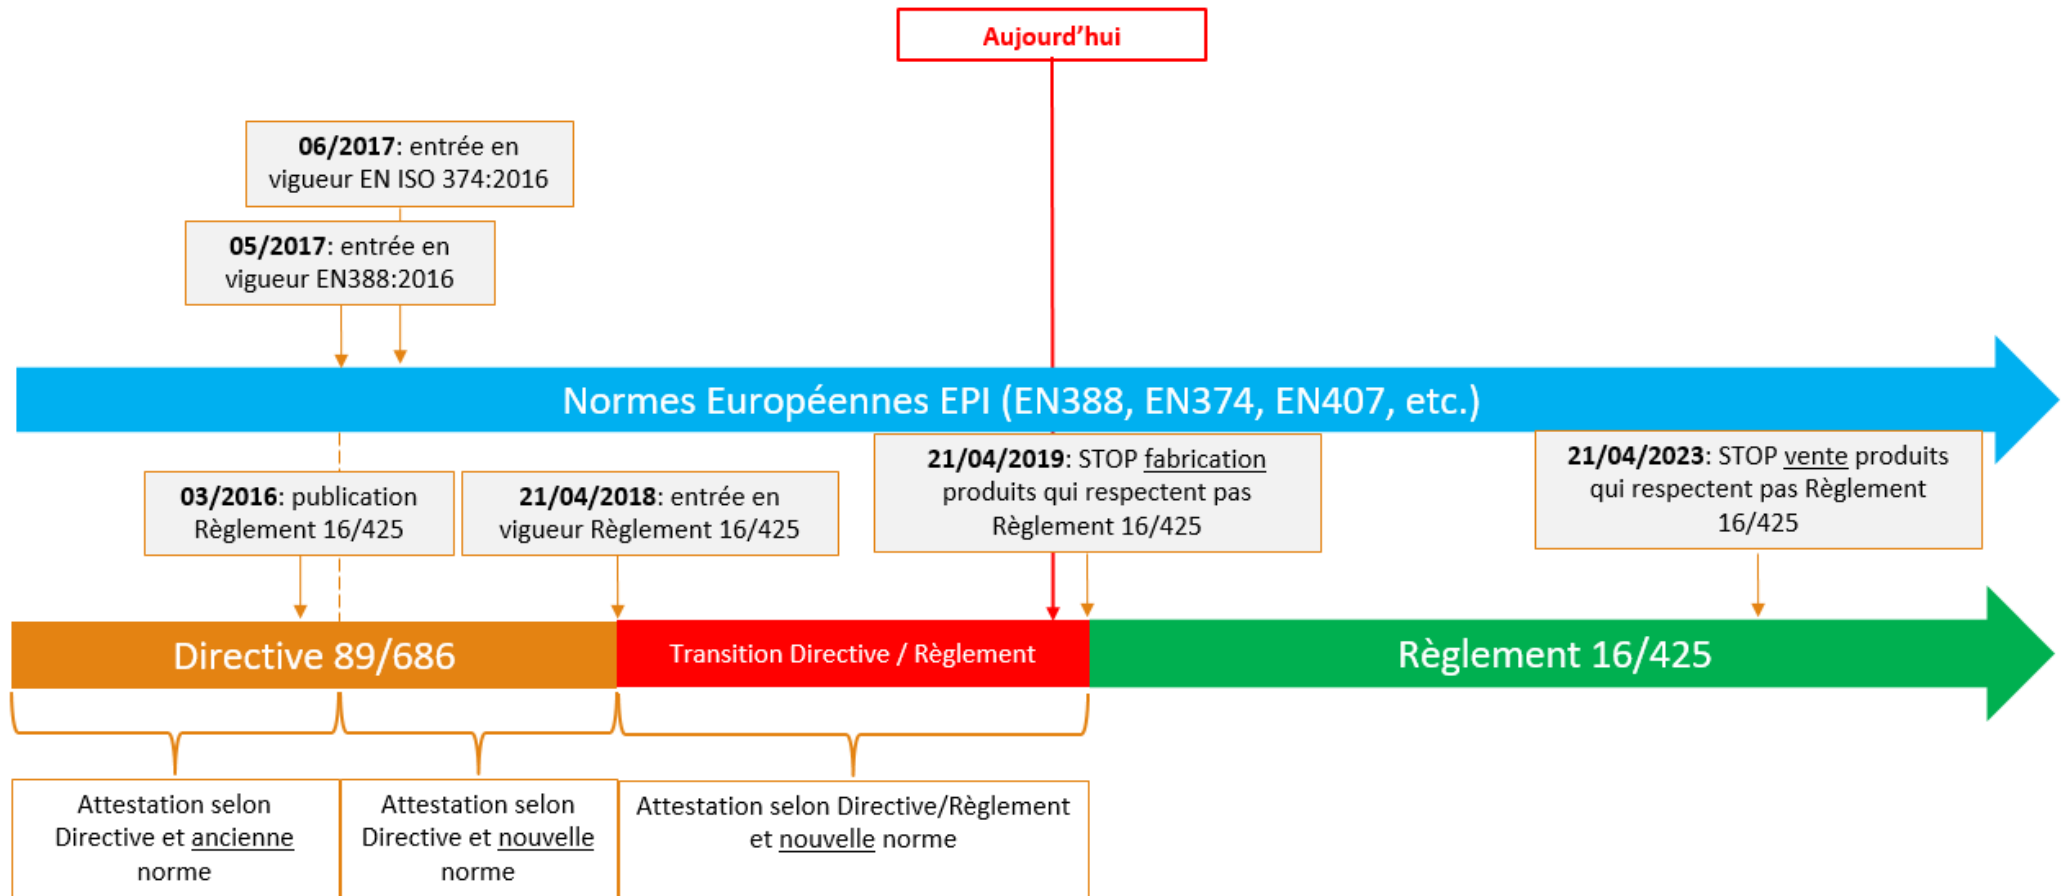 Aujourd’hui
06/2017: entrée en
vigueur EN ISO 374:2016
05/2017: entrée en
vigueur EN388:2016
Normes Européennes EPI (EN388, EN374, EN407, etc.)
03/2016: publication
Règlement 16/425
21/04/2018: entrée en
vigueur Règlement 16/425
21/04/2019: STOP fabrication
produits qui respectent pas
Règlement 16/425
21/04/2023: STOP vente produits
qui respectent pas Règlement
16/425
Directive 89/686
Transition Directive / Règlement
Règlement 16/425
Attestation selon
Directive et ancienne
norme
Attestation selon
Directive et nouvelle
norme
Attestation selon Directive/Règlement
et nouvelle norme